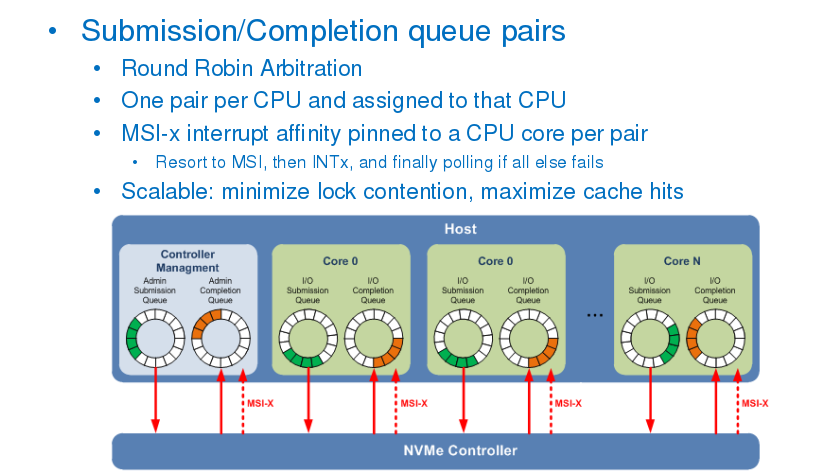 • Submission/Completion queue pairs
• Round Robin Arbitration
• One pair per CPU and assigned to that CPU
• MSI-x interrupt affinity pinned to a CPU core per pair
• Resort to MSI, then INTx, and finally polling if all else fails
• Scalable: minimize lock contention, maximize cache hits
Host
Controller
Managment
Admin
Submission
Queue
Admin
Completion
Queue
Core 0
I/O
Submission
Queue
I/O
Completion
Queue
Core 0
I/O
Submission
Queue
I/O
Completion
Queue
...
Core N
I/O
Submission
Queue
I/O
Completion
Queue
MSI-X
MSI-X
MSI-X
MSI-X
NVMe Controller